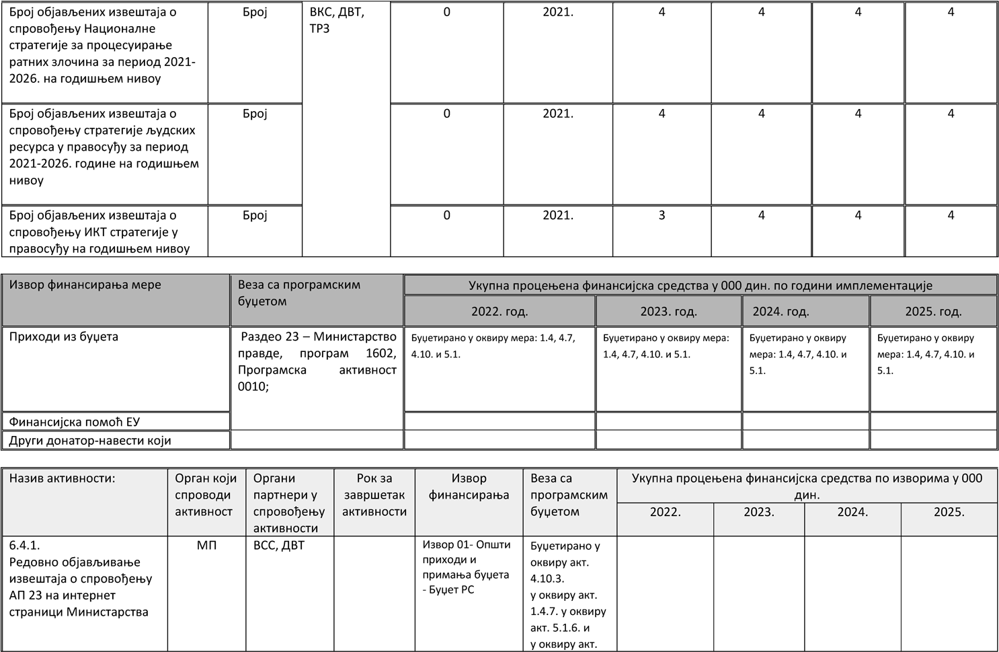 Број објављених извештаја о
спровођењу Националне
стратегије за процесуирање
ратних злочина за период 2021-
2026. на годишњем нивоу
Број
ВКС, ДВТ,
ТРЗ
0
2021.
4
4
4
4
Број објављених извештаја о
спровођењу стратегије људских
ресурса у правосуђу за период
2021-2026. године на годишњем
нивоу
Број
0
2021.
4
4
4
4
Број објављених извештаја о
спровођењу ИКТ стратегије у
правосуђу на годишњем нивоу
Број
0
2021.
3
4
4
4
Извор финансирања мере
Веза са програмским
буџетом
Укупна процењена финансијска средства у 000 дин. по години имплементације
2022. год.
2023. год.
2024. год.
2025. год.
Приходи из буџета
Раздео 23 – Министарство
правде, програм 1602,
Програмска активност
0010;
Буџетирано у оквиру мера: 1.4, 4.7,
4.10. и 5.1.
Буџетирано у оквиру мера:
1.4, 4.7, 4.10. и 5.1.
Буџетирано у оквиру
мера: 1.4, 4.7, 4.10. и
5.1.
Буџетирано у оквиру
мера: 1.4, 4.7, 4.10. и
5.1.
Финансијска помоћ ЕУ
Други донатор-навести који
Назив активности:
Орган који
спроводи
активност
Органи
партнери у
спровођењу
активности
Рок за
завршетак
активности
Извор
финансирања
Веза са
програмским
буџетом
Укупна процењена финансијска средства по изворима у 000
дин.
2022.
2023.
2024.
2025.
6.4.1.
Редовно објављивање
извештаја о спровођењу
АП 23 на интернет
страници Министарства
МП
ВСС, ДВТ
Извор 01- Општи
приходи и
примања буџета
- Буџет РС
Буџетирано у
оквиру акт.
4.10.3.
у оквиру акт.
1.4.7. у оквиру
акт. 5.1.6. и
у оквиру акт.